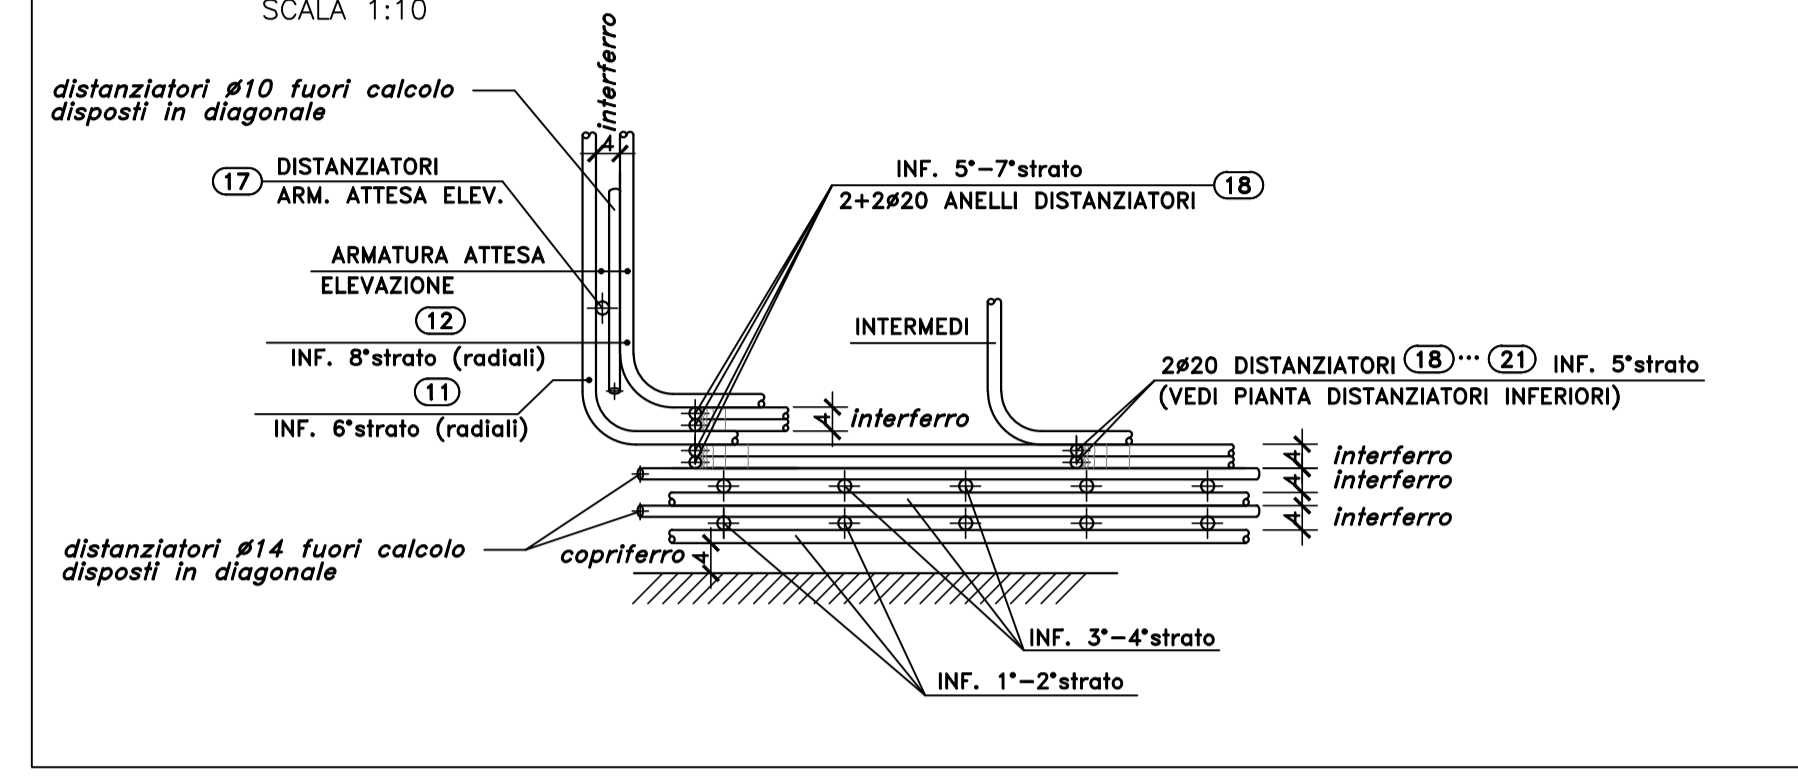 SCALA 1:10
interferro
4
distanziatori ø10 fuori calcolo
disposti in diagonale
17
DISTANZIATORI
ARM. ATTESA ELEV.
ARMATURA ATTESA
ELEVAZIONE
12
INF. 8°strato (radiali)
11
INF. 6°strato (radiali)
INF. 5°–7°strato
2+2ø20 ANELLI DISTANZIATORI
18
INTERMEDI
2ø20 DISTANZIATORI 18 ... 21 INF. 5°strato
(VEDI PIANTA DISTANZIATORI INFERIORI)
4 interferro
4 interferro
4 interferro
4 interferro
distanziatori ø14 fuori calcolo
disposti in diagonale
copriferro 4
INF. 3°–4°strato
INF. 1°–2°strato